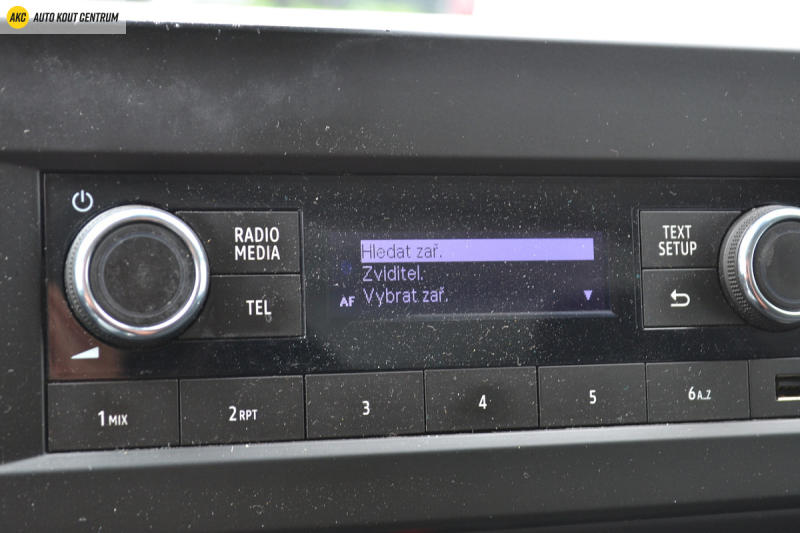 AKC AUTO KOUT CENTRUM
RADIO
MEDIA
TEL
Hledat zař.
Zviditel.
AF Vybrat zař.
TEXT
SETUP
1 MIX
2 RPT
3
4
5
6 A..Z